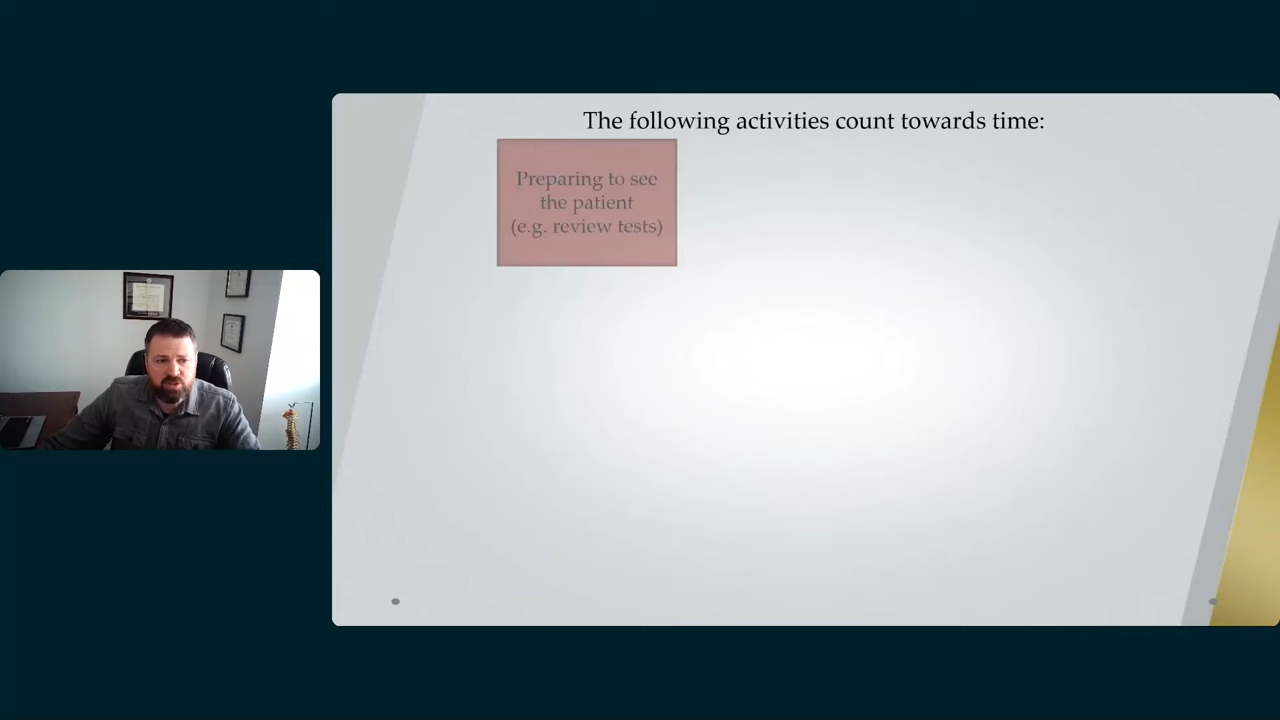 The following activities count towards time:
Preparing to see
the patient
(e.g. review tests)